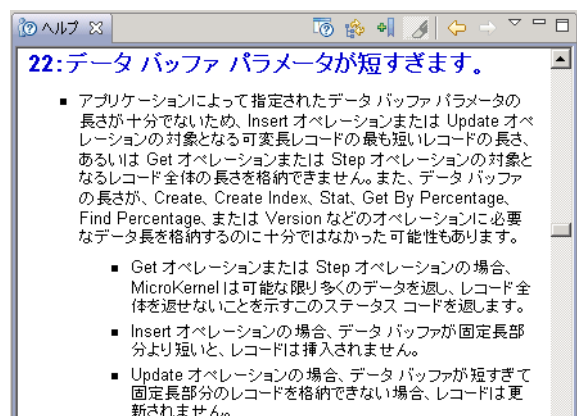 ヘルプ
22:データ バッファ パラメータが短すぎます。
アプリケーションによって指定されたデータ バッファ パラメータの
長さが十分でないため、Insert オペレーションまたは Update オペ
レーションの対象となる可変長レコードの最も短いレコードの長さ、
あるいは Get オペレーションまたは Step オペレーションの対象と
なるレコード全体の長さを格納できません。また、データ バッファ
の長さが、Create、Create Index、Stat、Get By Percentage、
Find Percentage、または Version などのオペレーションに必要
なデータ長を格納するのに十分ではなかった可能性もあります。
Get オペレーションまたは Step オペレーションの場合、
MicroKernel は可能な限り多くのデータを返し、レコード全
体を返せないことを示すこのステータス コードを返します。
Insert オペレーションの場合、データ バッファが固定長部
分より短いと、レコードは挿入されません。
Update オペレーションの場合、データ バッファが短すぎて
固定長部分のレコードを格納できない場合、レコードは更
新されません。